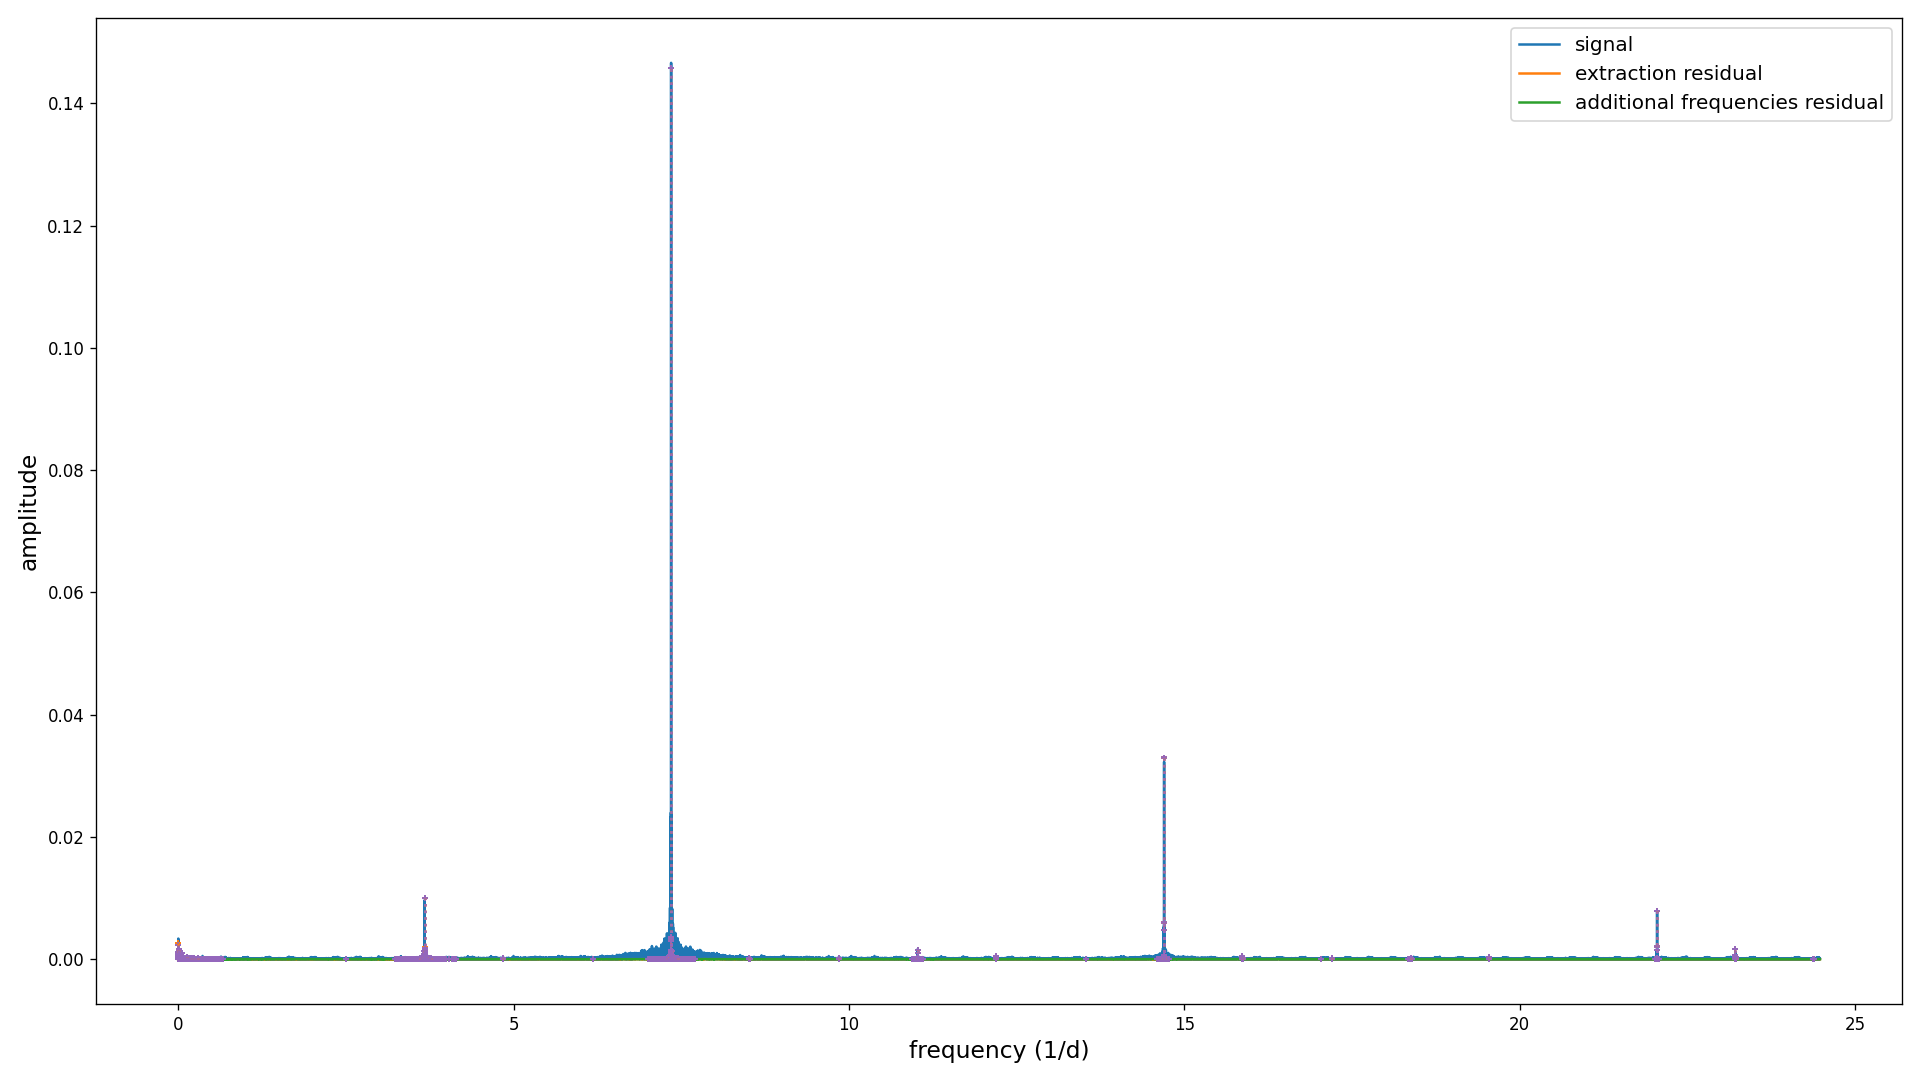 signal
extraction residual
additional frequencies residual
0.14
0.12
0.10
0.08
0.06
0.04
0.02
0.00
amplitude
0 5 10 15 20 25
frequency (1/d)